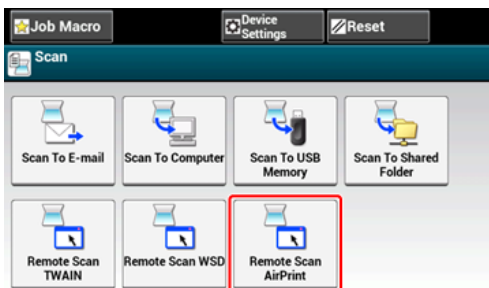 Job Macro
Device
Settings
Reset
Scan
Scan To E-mail
Scan To Computer
Scan To USB
Memory
Scan To Shared
Folder
Remote Scan
TWAIN
Remote Scan WSD
Remote Scan
AirPrint